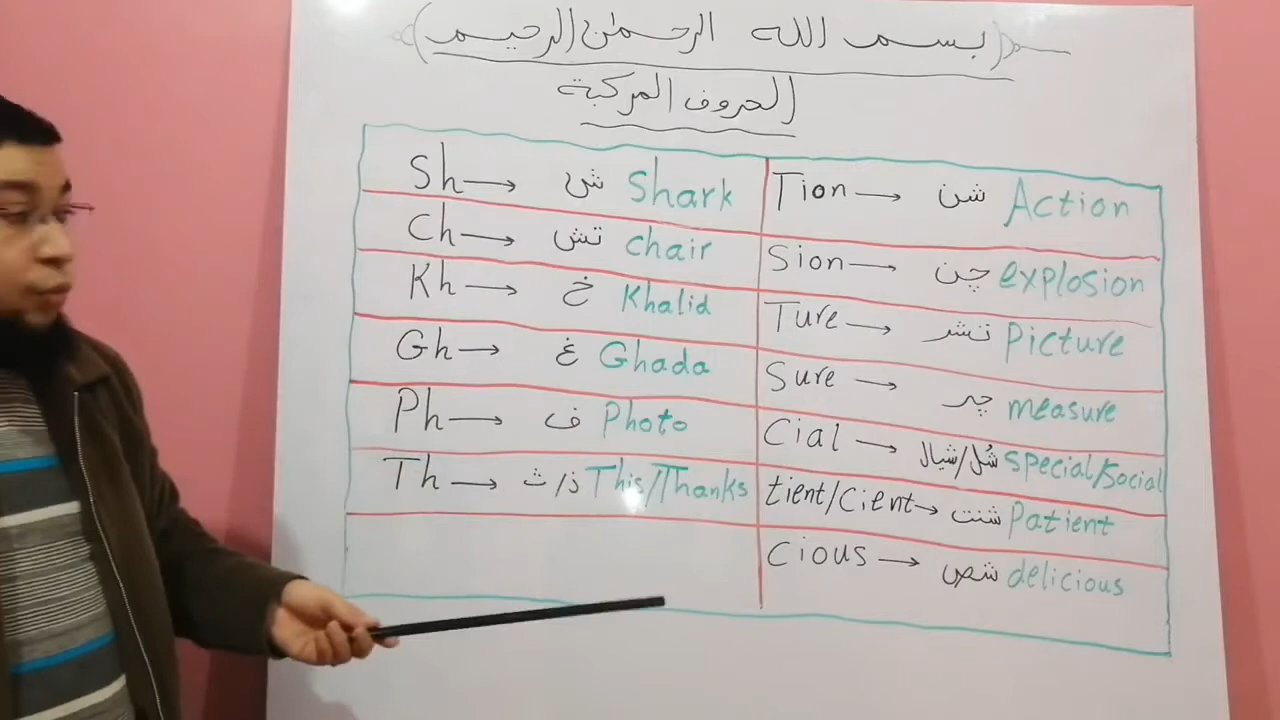 بسم الله الرحمن الرحيم
الحروف المركبة
Sh → ش Shark
Ch → تش chair
Kh → خ Khalid
Gh → غ Ghada
Ph → ف Photo
Th → ذ/ث This/Thanks
Tion → شن Action
Sion → چن explosion
Ture → تشر Picture
Sure → چر measure
Cial → شُل/شيال special/social
tient/Cient → شنت Patient
Cious → شص delicious